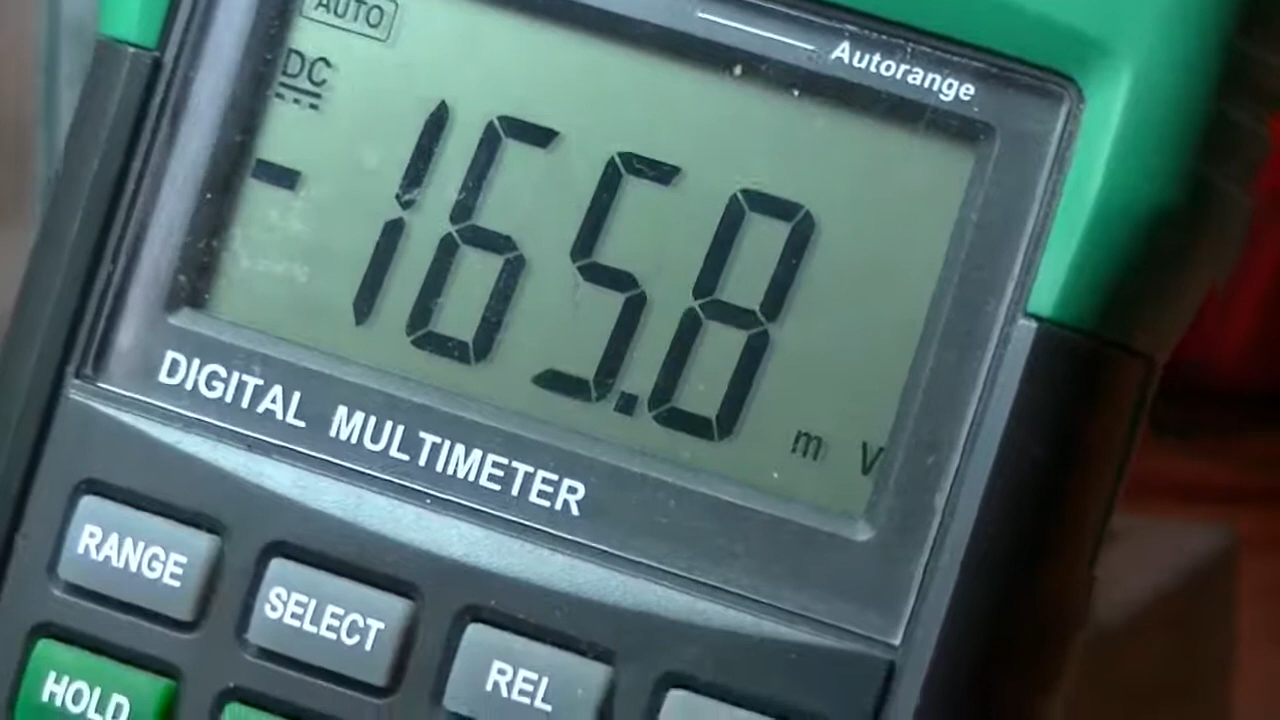 AUTO
Autorange
DC
-165.8
m V
DIGITAL MULTIMETER
RANGE
SELECT
REL
HOLD